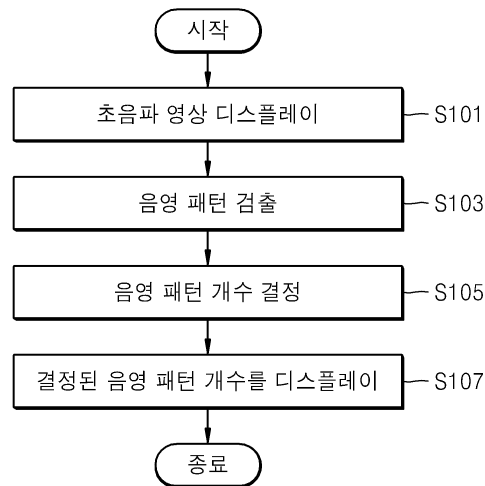 시작
초음파 영상 디스플레이 S101
음영 패턴 검출 S103
음영 패턴 개수 결정 S105
결정된 음영 패턴 개수를 디스플레이 S107
종료